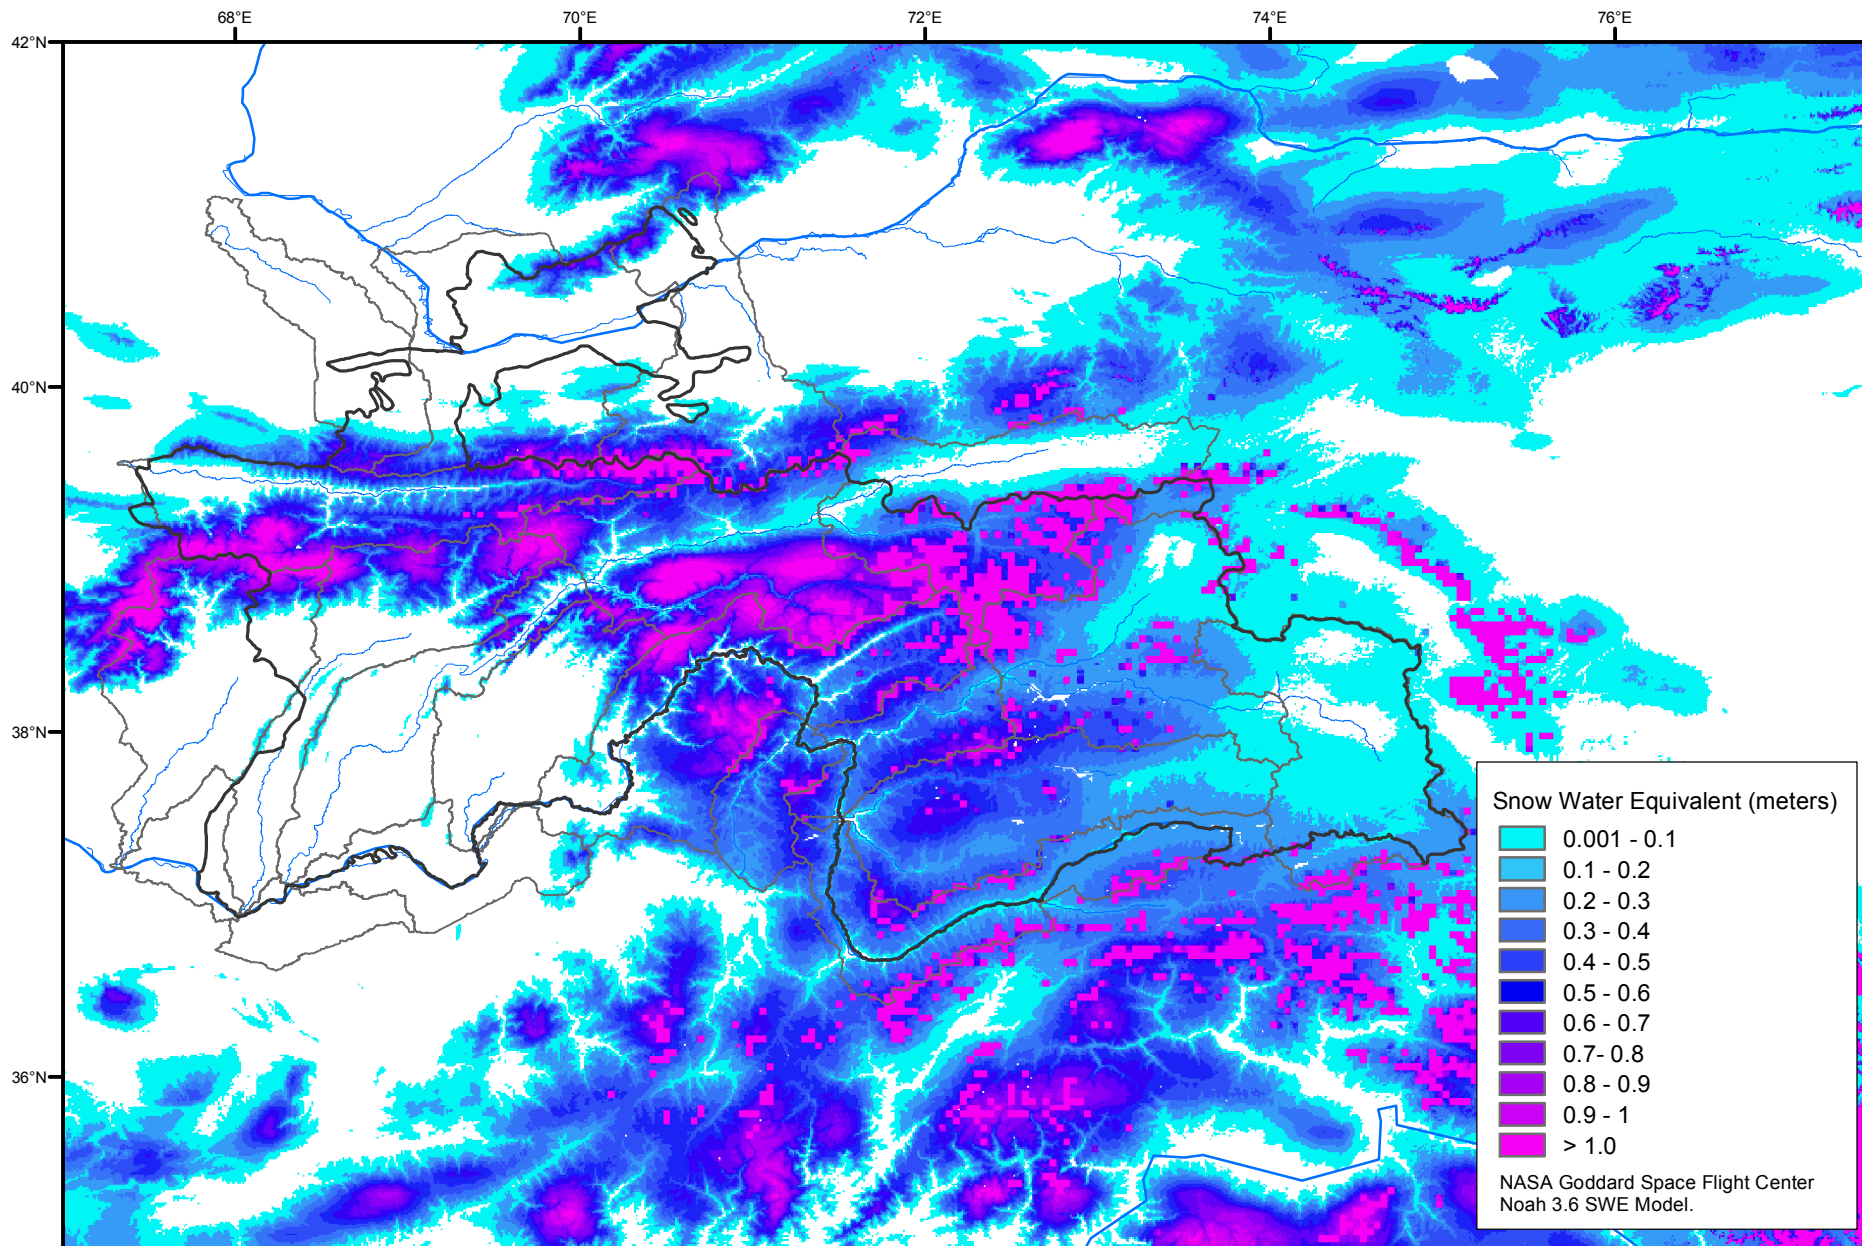 68°E
70°E
72°E
74°E
76°E
42°N
40°N
38°N
36°N
Snow Water Equivalent (meters)
0.001 - 0.1
0.1 - 0.2
0.2 - 0.3
0.3 - 0.4
0.4 - 0.5
0.5 - 0.6
0.6 - 0.7
0.7- 0.8
0.8 - 0.9
0.9 - 1
> 1.0
NASA Goddard Space Flight Center
Noah 3.6 SWE Model.